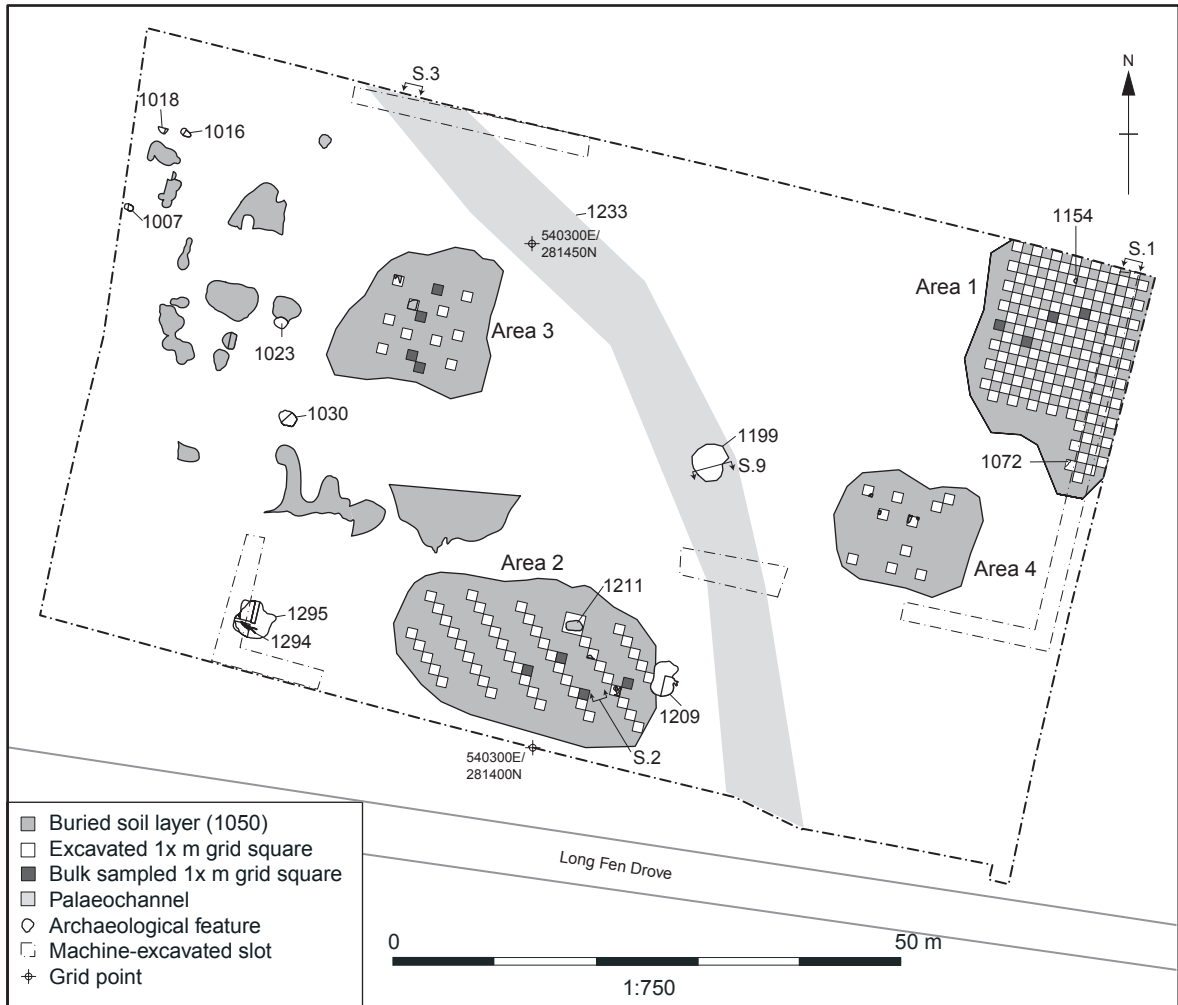 S.3
N
1018
1016
1007
1233
540300E/
281450N
1154
S.1
Area 1
Area 3
1023
1030
1199
S.9
1072
Area 4
Area 2
1211
1295
1294
1209
S.2
540300E/
281400N
Buried soil layer (1050)
Excavated 1x m grid square
Bulk sampled 1x m grid square
Palaeochannel
Archaeological feature
Machine-excavated slot
Grid point
Long Fen Drove
0
50 m
1:750